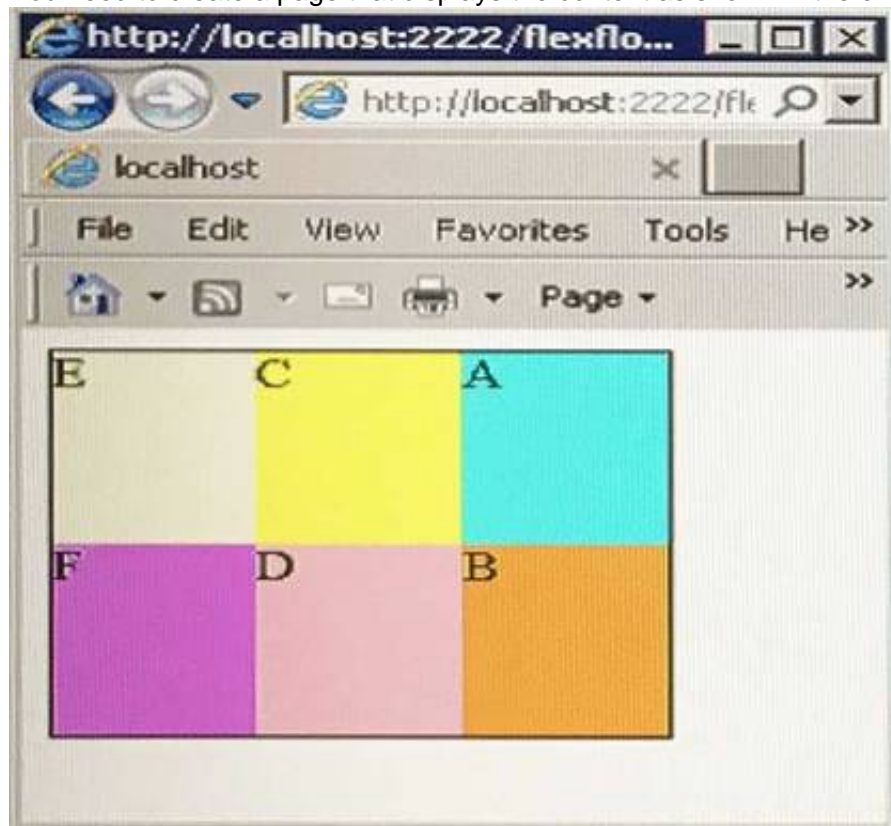 http://localhost:2222/flexflo...
http://localhost:2222/fle
localhost
File Edit View Favorites Tools He »
Page »
E C A
F D B